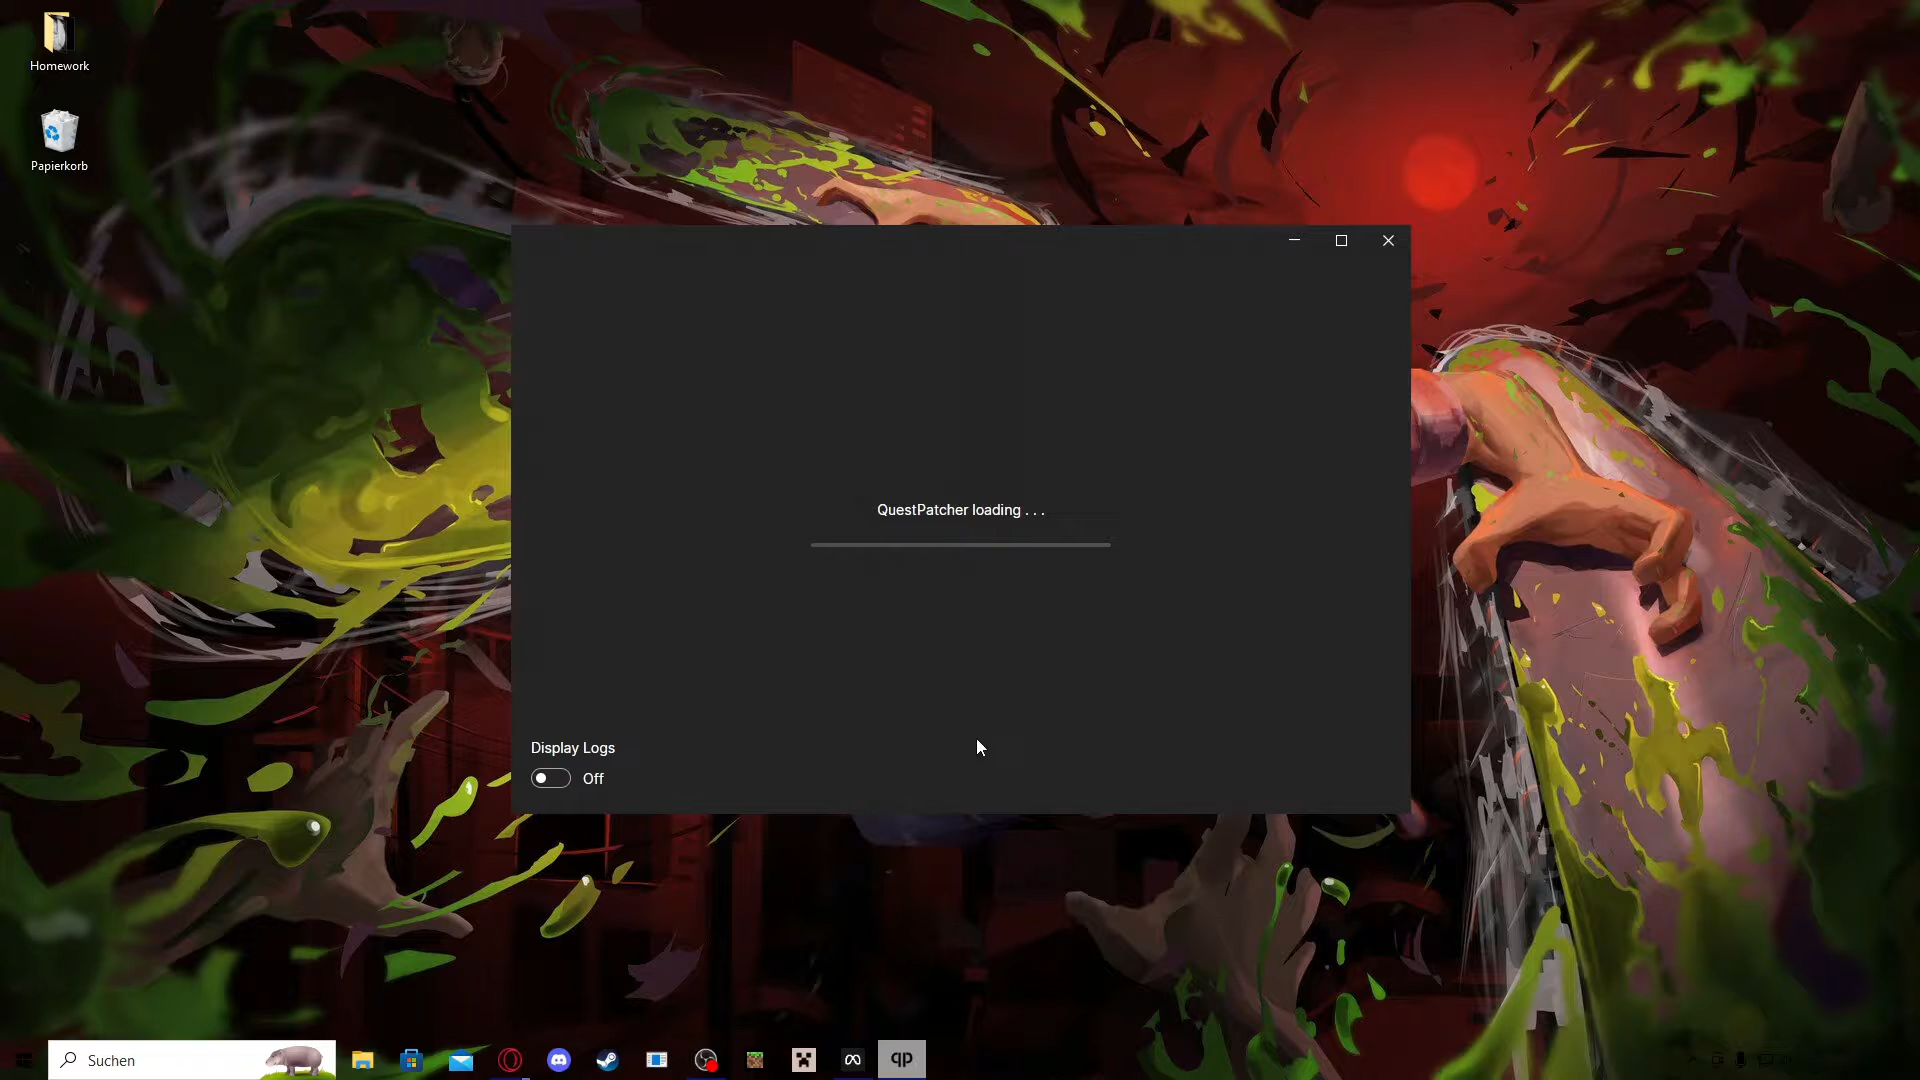 Homework
Papierkorb
QuestPatcher loading . . .
Display Logs
Off
Suchen
qp